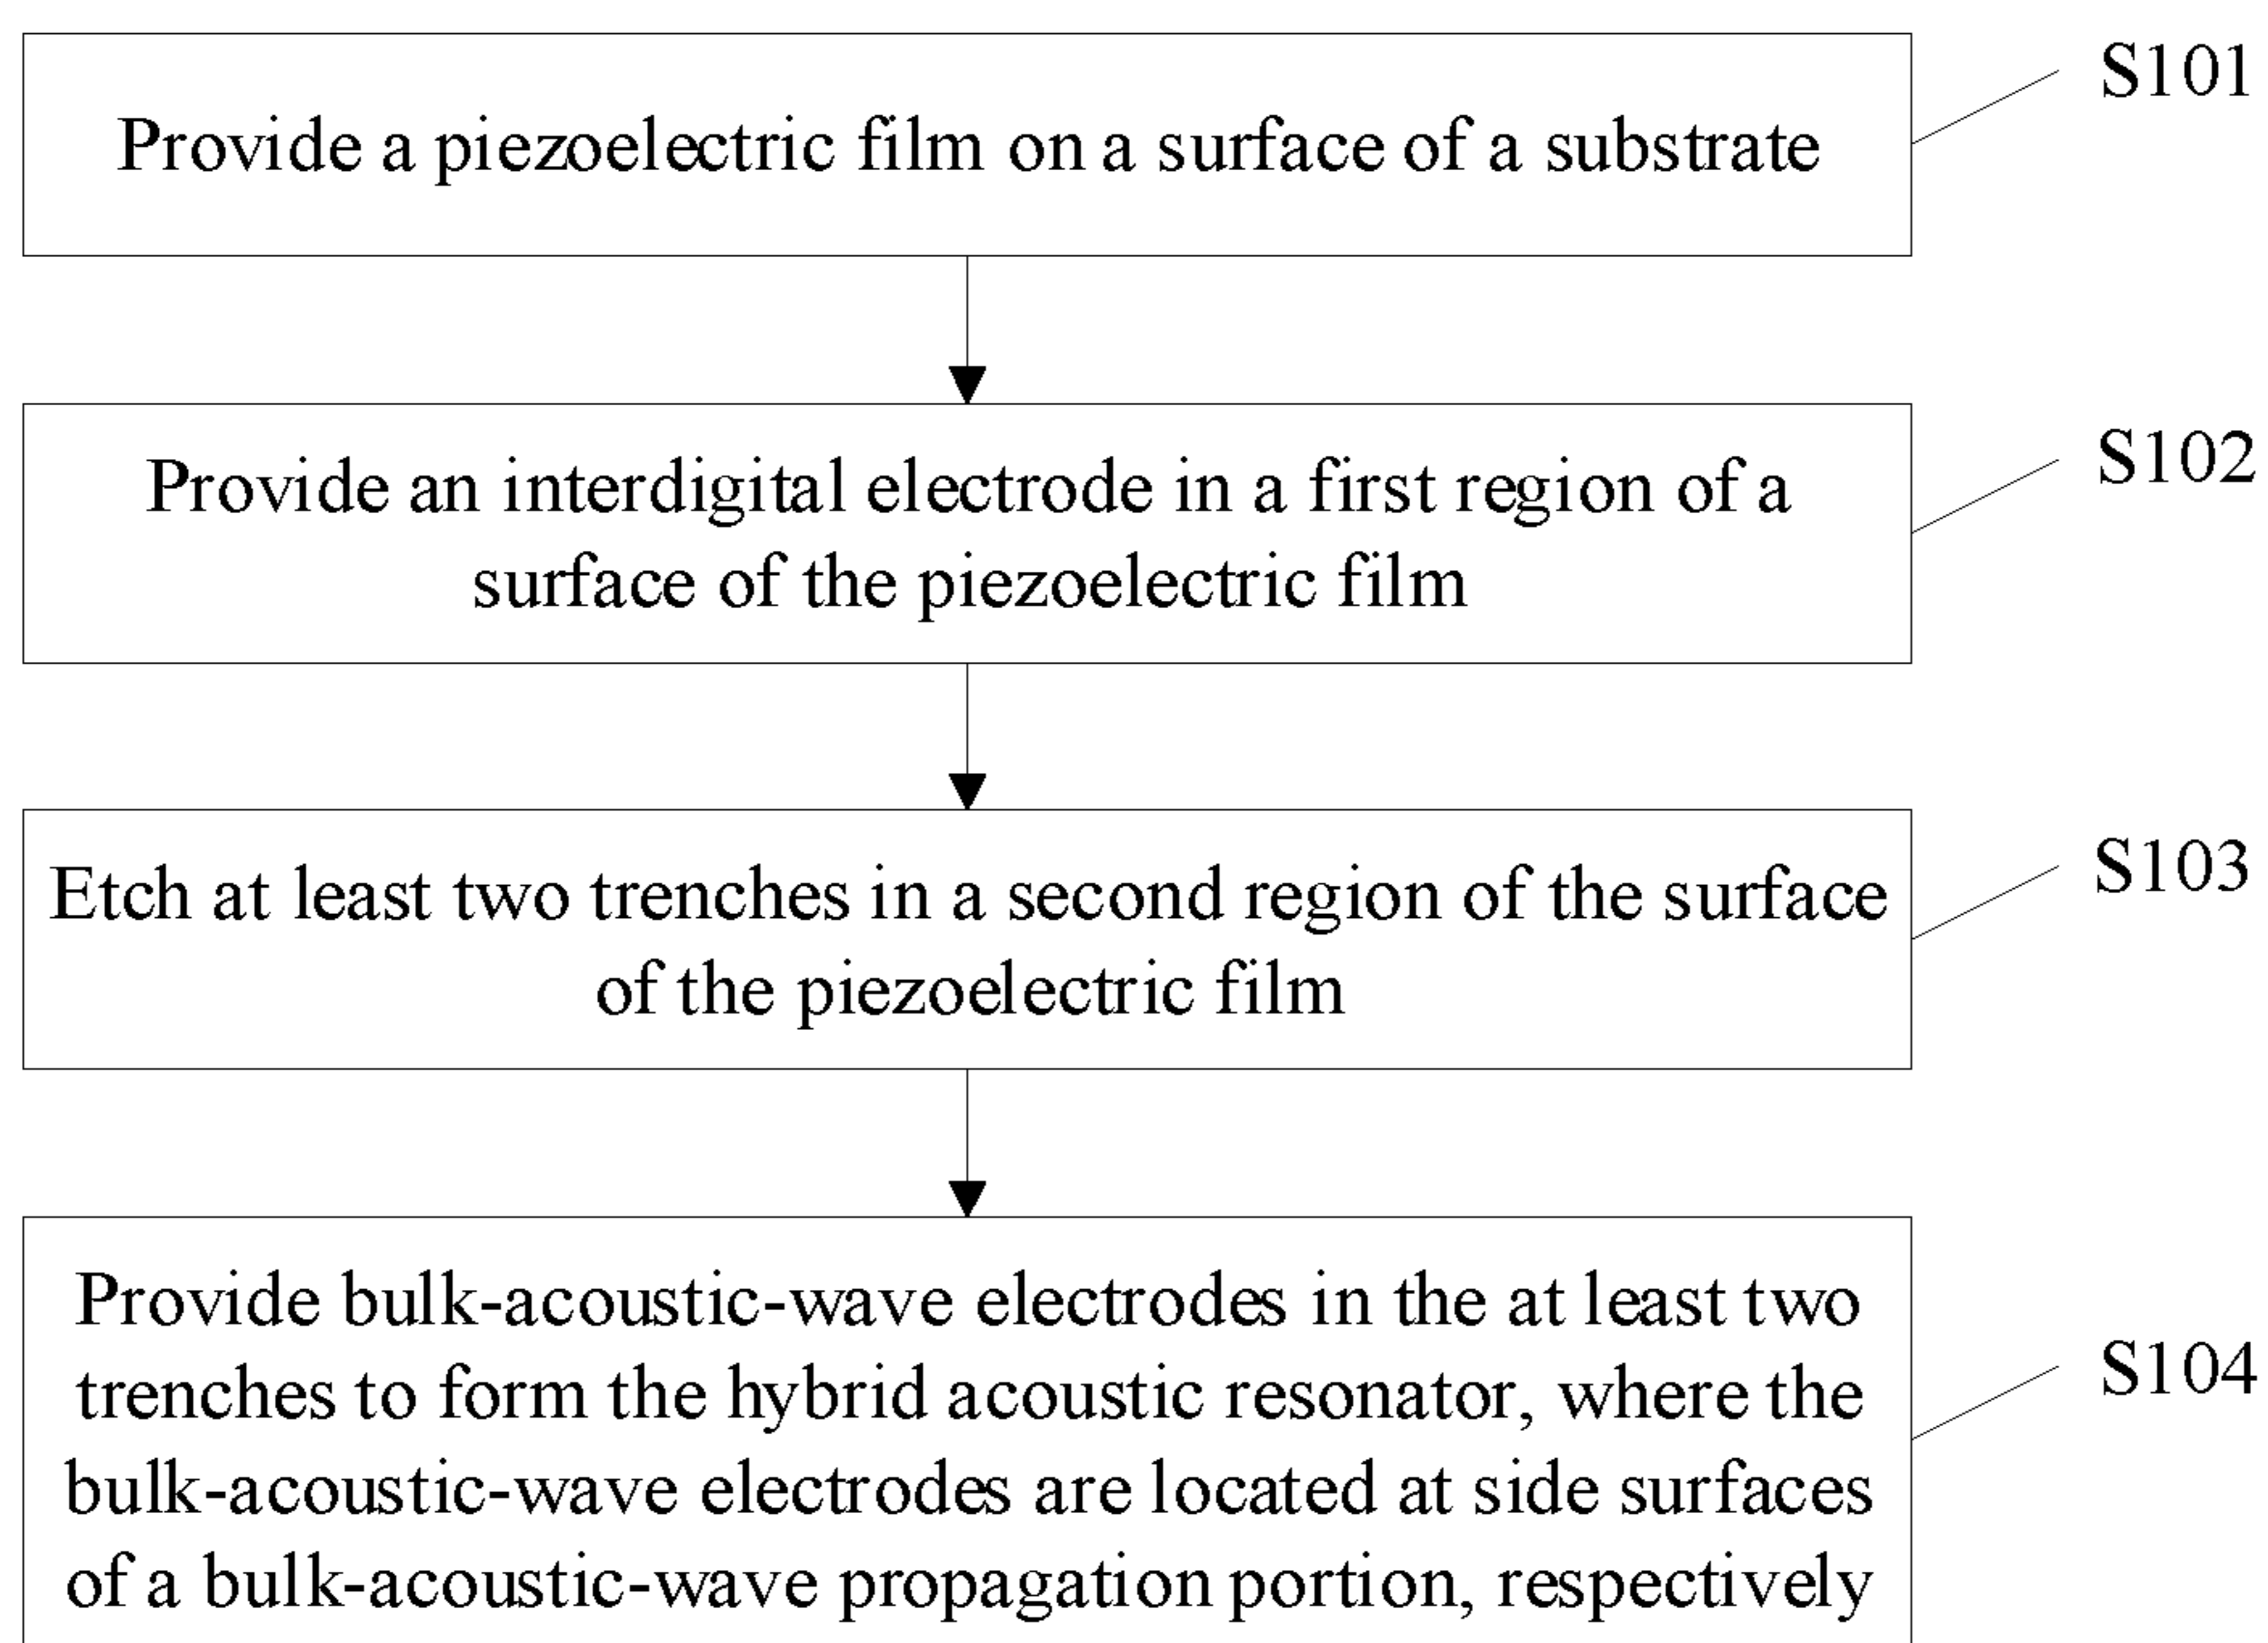 Provide a piezoelectric film on a surface of a substrate
S101
Provide an interdigital electrode in a first region of a
surface of the piezoelectric film
S102
Etch at least two trenches in a second region of the surface
of the piezoelectric film
S103
Provide bulk-acoustic-wave electrodes in the at least two
trenches to form the hybrid acoustic resonator, where the
bulk-acoustic-wave electrodes are located at side surfaces
of a bulk-acoustic-wave propagation portion, respectively
S104